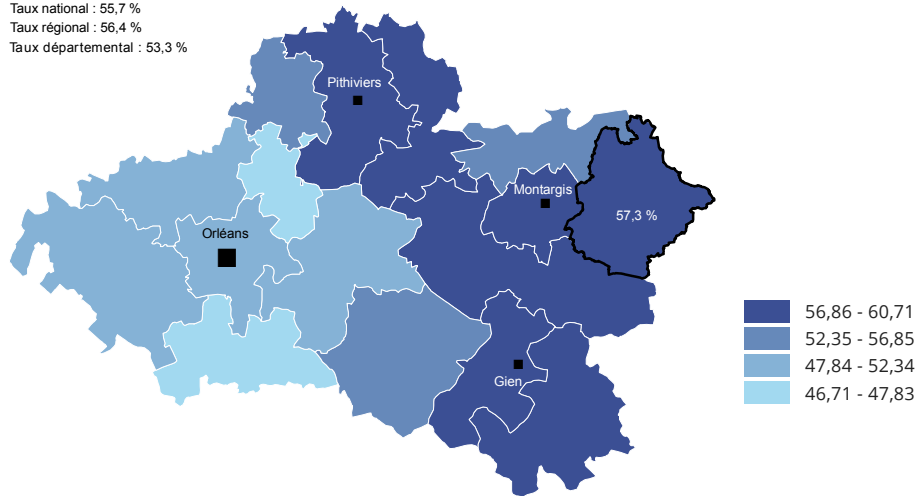 Taux national : 55,7 %
Taux régional : 56,4 %
Taux départemental : 53,3 %
Pithiviers
Montargis
57,3 %
Orléans
Gien
56,86 - 60,71
52,35 - 56,85
47,84 - 52,34
46,71 - 47,83